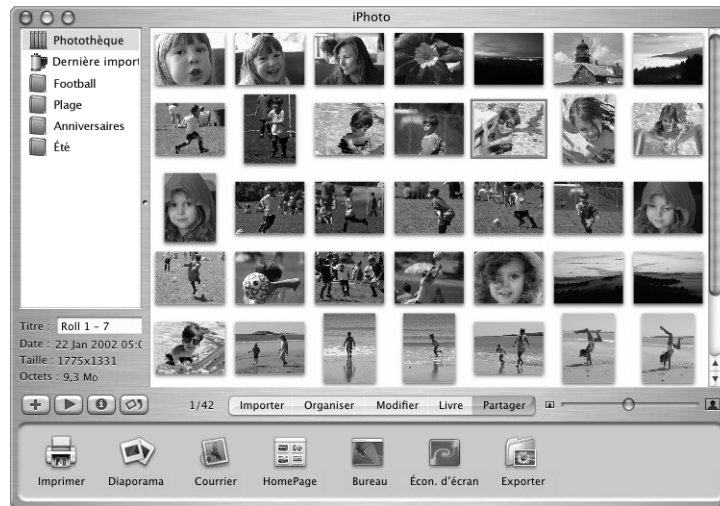 iPhoto
Photothèque
Dernière import
Football
Plage
Anniversaires
Été
Titre : Roll 1 - 7
Date : 22 Jan 2002 05:0
Taille : 1775x1331
Octets : 9,3 Mo
1/42 Importer Organiser Modifier Livre Partager
Imprimer Diaporama Courrier HomePage Bureau Écon. d'écran Exporter